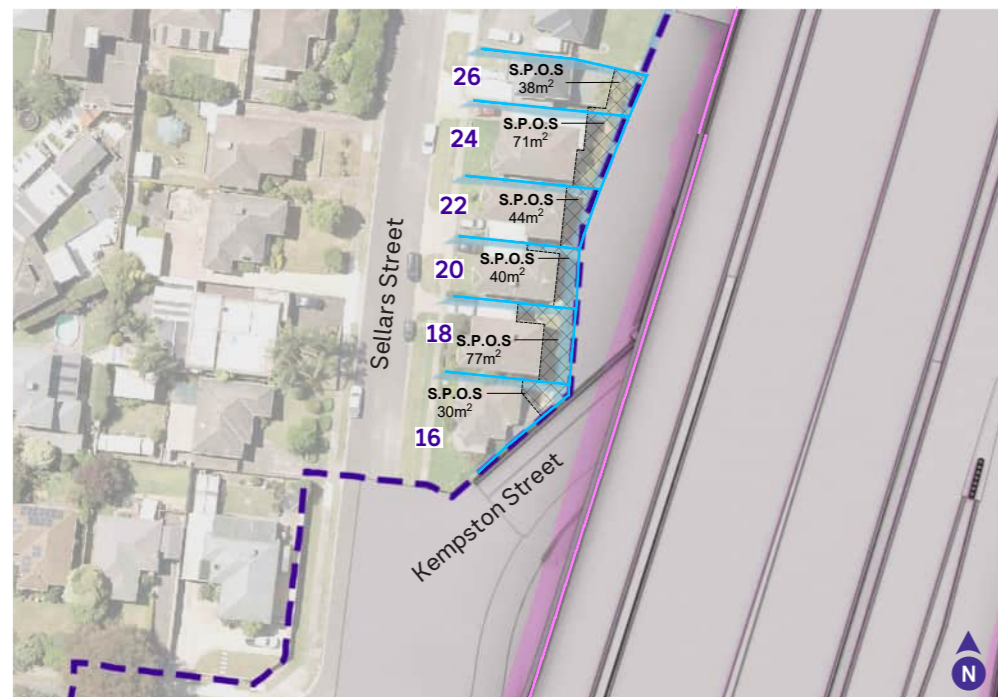 26
S.P.O.S
38m²
24
S.P.O.S
71m²
22
S.P.O.S
44m²
20
S.P.O.S
40m²
18
S.P.O.S
77m²
S.P.O.S
30m²
16
Sellars Street
Kempston Street
N